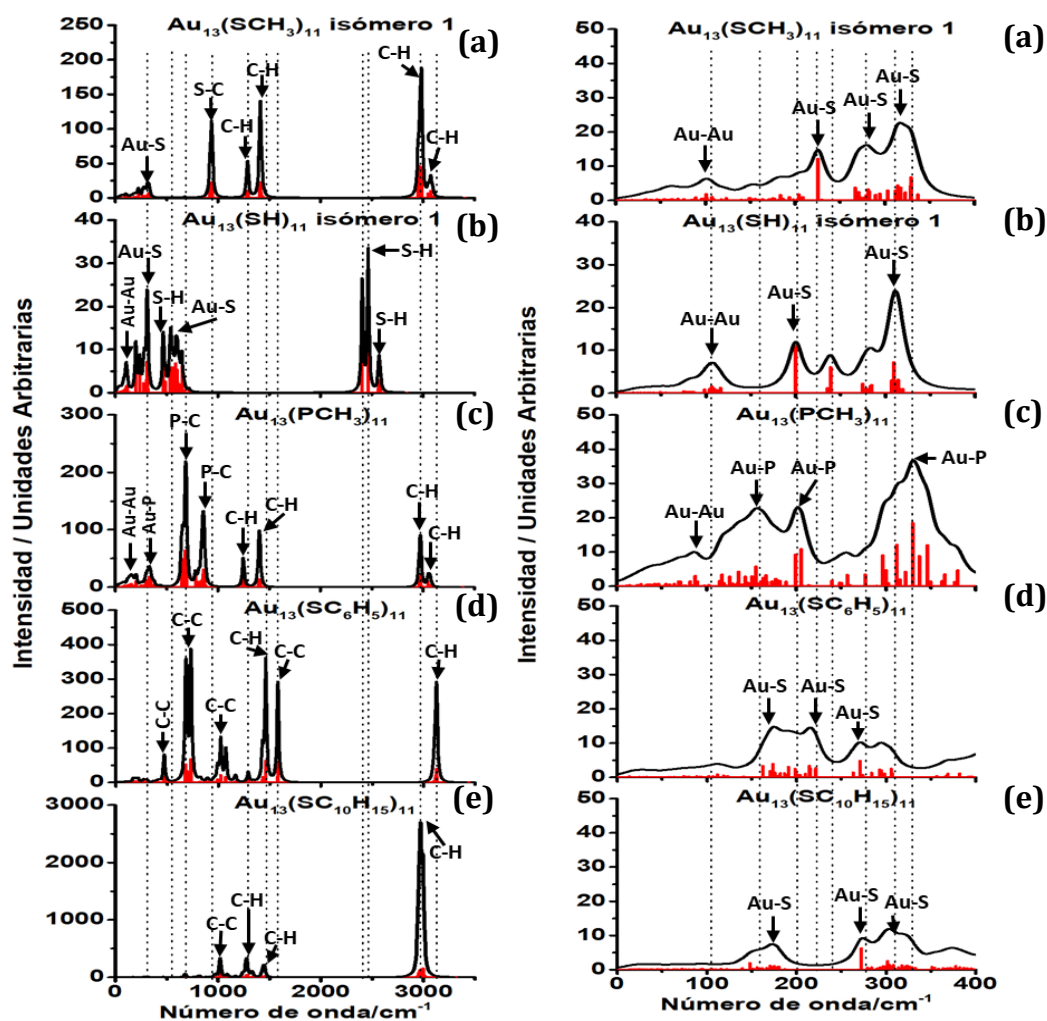 Intensidad / Unidades Arbitrarias
Au₁₃(SCH₃)₁₁ isómero 1
(a)
250
200
150
100
50
0
Au-S
S-C
C-H
C-H
C-H
C-H
Au₁₃(SH)₁₁ isómero 1
(b)
40
30
20
10
0
Au-Au
Au-S
S-H
Au-S
S-H
S-H
Au₁₃(PCH₃)₁₁
(c)
300
200
100
0
Au-Au
Au-P
P-C
P-C
C-H
C-H
C-H
C-H
Au₁₃(SC₆H₅)₁₁
(d)
500
400
300
200
100
0
C-C
C-C
C-C
C-H
C-C
C-H
Au₁₃(SC₁₀H₁₅)₁₁
(e)
3000
2000
1000
0
C-C
C-H
C-H
C-H
0 1000 2000 3000
Número de onda/cm⁻¹
Intensidad / Unidades Arbitrarias
Au₁₃(SCH₃)₁₁ isómero 1
(a)
50
40
30
20
10
0
Au-Au
Au-S
Au-S
Au-S
Au₁₃(SH)₁₁ isómero 1
(b)
40
30
20
10
0
Au-Au
Au-S
Au-S
Au₁₃(PCH₃)₁₁
(c)
50
40
30
20
10
0
Au-Au
Au-P
Au-P
Au-P
Au₁₃(SC₆H₅)₁₁
(d)
50
40
30
20
10
0
Au-S
Au-S
Au-S
Au₁₃(SC₁₀H₁₅)₁₁
(e)
50
40
30
20
10
0
Au-S
Au-S
Au-S
0 100 200 300 400
Número de onda/cm⁻¹